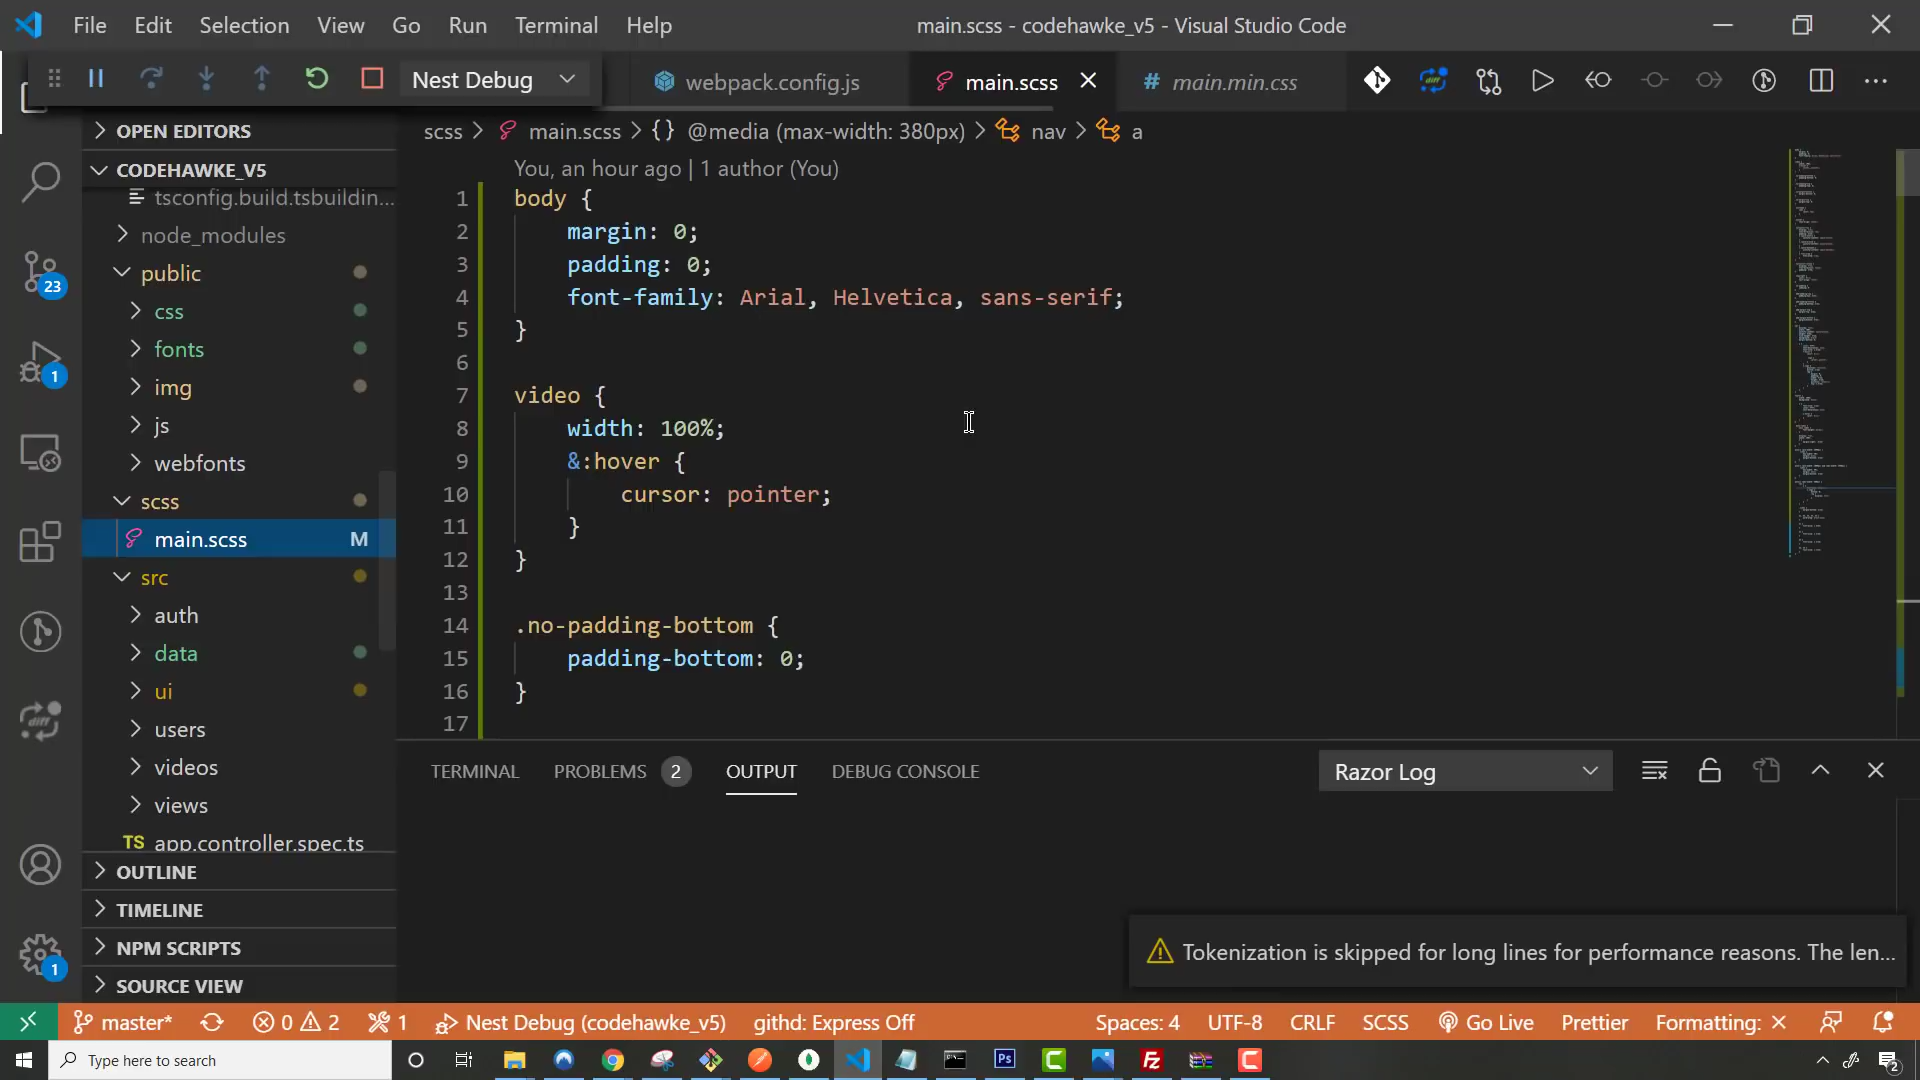 File Edit Selection View Go Run Terminal Help
main.scss - codehawke_v5 - Visual Studio Code
Nest Debug
webpack.config.js
main.scss
# main.min.css
OPEN EDITORS
CODEHAWKE_V5
tsconfig.build.tsbuildin...
node_modules
public
css
fonts
img
js
webfonts
scss
main.scss M
src
auth
data
ui
users
videos
views
TS app.controller.spec.ts
OUTLINE
TIMELINE
NPM SCRIPTS
SOURCE VIEW
23
1
1
scss > main.scss > {} @media (max-width: 380px) > nav > a
You, an hour ago | 1 author (You)
1 body {
2 margin: 0;
3 padding: 0;
4 font-family: Arial, Helvetica, sans-serif;
5 }
6
7 video {
8 width: 100%;
9 &:hover {
10 cursor: pointer;
11 }
12 }
13
14 .no-padding-bottom {
15 padding-bottom: 0;
16 }
17
TERMINAL PROBLEMS 2 OUTPUT DEBUG CONSOLE
Razor Log
Tokenization is skipped for long lines for performance reasons. The len...
master* 0 2 1 Nest Debug (codehawke_v5) githd: Express Off
Spaces: 4 UTF-8 CRLF SCSS Go Live Prettier Formatting: ×
Type here to search
Ps
Fz
2